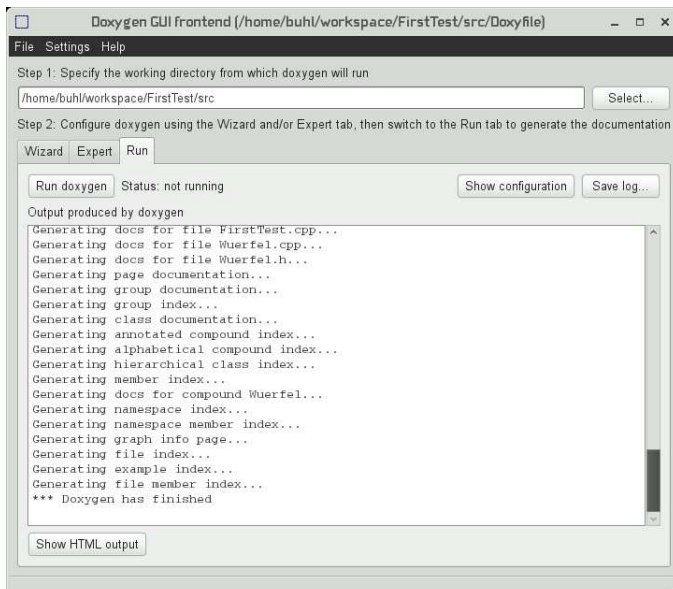 Doxygen GUI frontend (/home/buhl/workspace/FirstTest/src/Doxyfile)
File Settings Help
Step 1: Specify the working directory from which doxygen will run
/home/buhl/workspace/FirstTest/src Select...
Step 2: Configure doxygen using the Wizard and/or Expert tab, then switch to the Run tab to generate the documentation
Wizard Expert Run
Run doxygen Status: not running Show configuration Save log...
Output produced by doxygen
Generating docs for file FirstTest.cpp...
Generating docs for file Wuerfel.cpp...
Generating docs for file Wuerfel.h...
Generating page documentation...
Generating group documentation...
Generating group index...
Generating class documentation...
Generating annotated compound index...
Generating alphabetical compound index...
Generating hierarchical class index...
Generating member index...
Generating docs for compound Wuerfel...
Generating namespace index...
Generating namespace member index...
Generating graph info page...
Generating file index...
Generating example index...
Generating file member index...
*** Doxygen has finished
Show HTML output